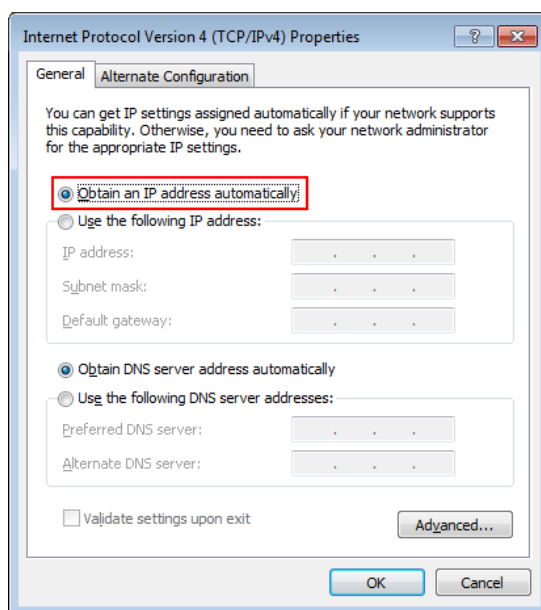 Internet Protocol Version 4 (TCP/IPv4) Properties
General
Alternate Configuration
You can get IP settings assigned automatically if your network supports
this capability. Otherwise, you need to ask your network administrator
for the appropriate IP settings.
Obtain an IP address automatically
Use the following IP address:
IP address:
Subnet mask:
Default gateway:
Obtain DNS server address automatically
Use the following DNS server addresses:
Preferred DNS server:
Alternate DNS server:
Validate settings upon exit
Advanced...
OK
Cancel